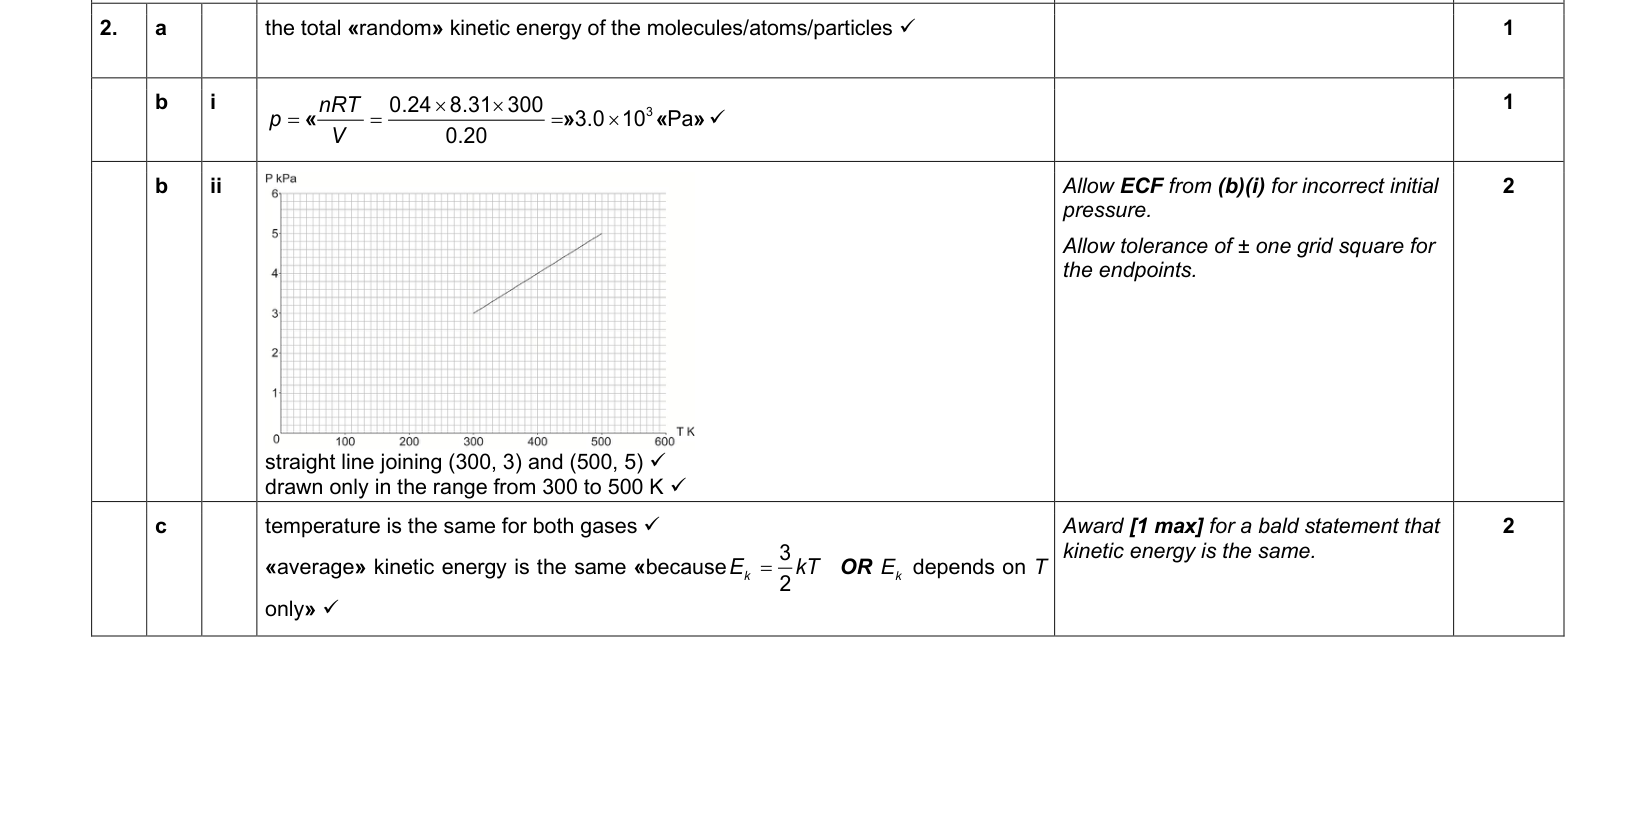 2. a the total «random» kinetic energy of the molecules/atoms/particles ✓ 1
b i p = «nRT/V = 0.24 × 8.31 × 300/0.20 =»3.0 × 10³ «Pa» ✓ 1
b ii Allow ECF from (b)(i) for incorrect initial 2
pressure.
Allow tolerance of ± one grid square for
the endpoints.
P kPa
6
5
4
3
2
1
0 100 200 300 400 500 600 T K
straight line joining (300, 3) and (500, 5) ✓
drawn only in the range from 300 to 500 K ✓
c temperature is the same for both gases ✓ Award [1 max] for a bald statement that 2
kinetic energy is the same.
«average» kinetic energy is the same «because Eₖ = 3/2 kT OR Eₖ depends on T
only» ✓